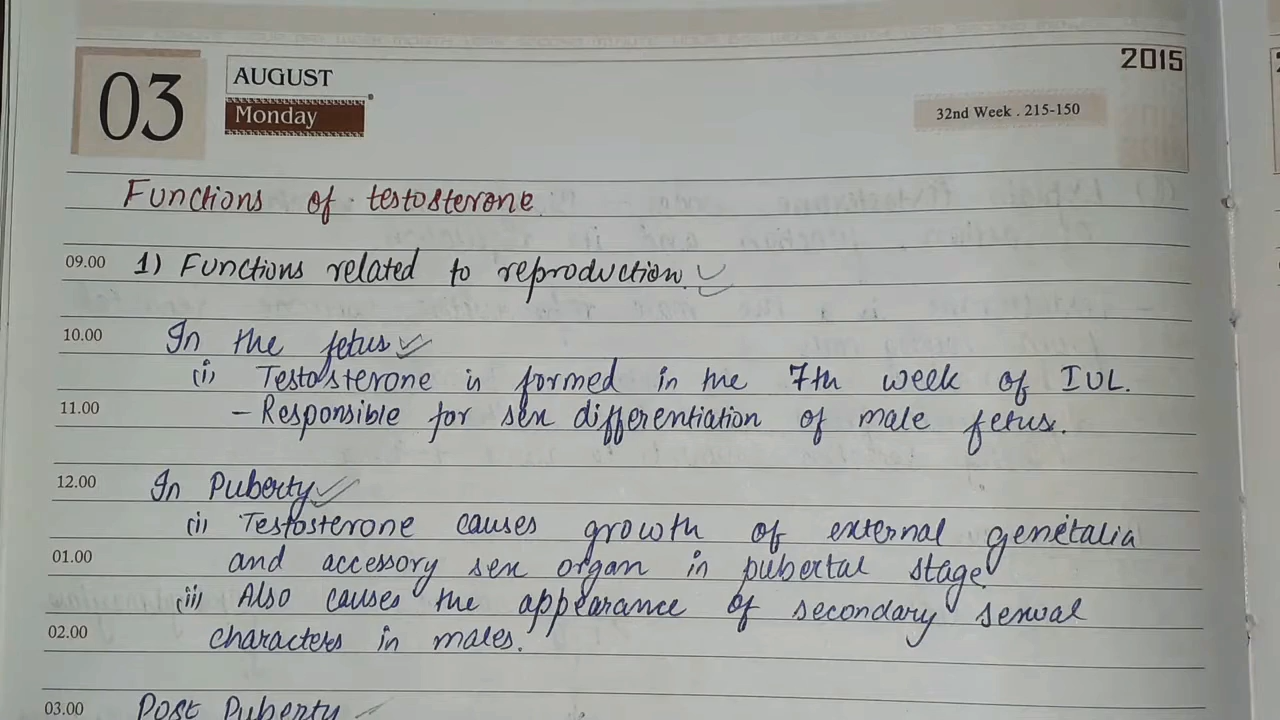 03
AUGUST
Monday
2015
32nd Week . 215-150
Functions of testosterone.
09.00 1) Functions related to reproduction.
10.00 In the fetus
(i) Testosterone is formed in the 7th week of IUL.
11.00 – Responsible for sex differentiation of male fetus.
12.00 In Puberty
(i) Testosterone causes growth of external genitalia
01.00 and accessory sex organ in pubertal stage
(ii) Also causes the appearance of secondary sexual
02.00 characters in males.
03.00 Post Puberty